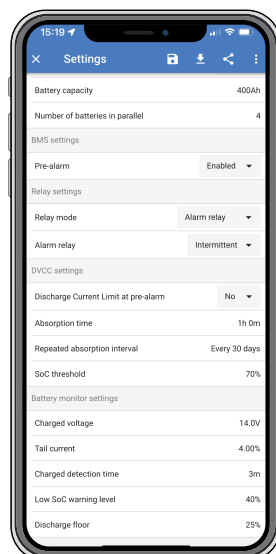 15:19
Settings
Battery capacity 400Ah
Number of batteries in parallel 4
BMS settings
Pre-alarm Enabled
Relay settings
Relay mode Alarm relay
Alarm relay Intermittent
DVCC settings
Discharge Current Limit at pre-alarm No
Absorption time 1h 0m
Repeated absorption interval Every 30 days
SoC threshold 70%
Battery monitor settings
Charged voltage 14.0V
Tail current 4.00%
Charged detection time 3m
Low SoC warning level 40%
Discharge floor 25%